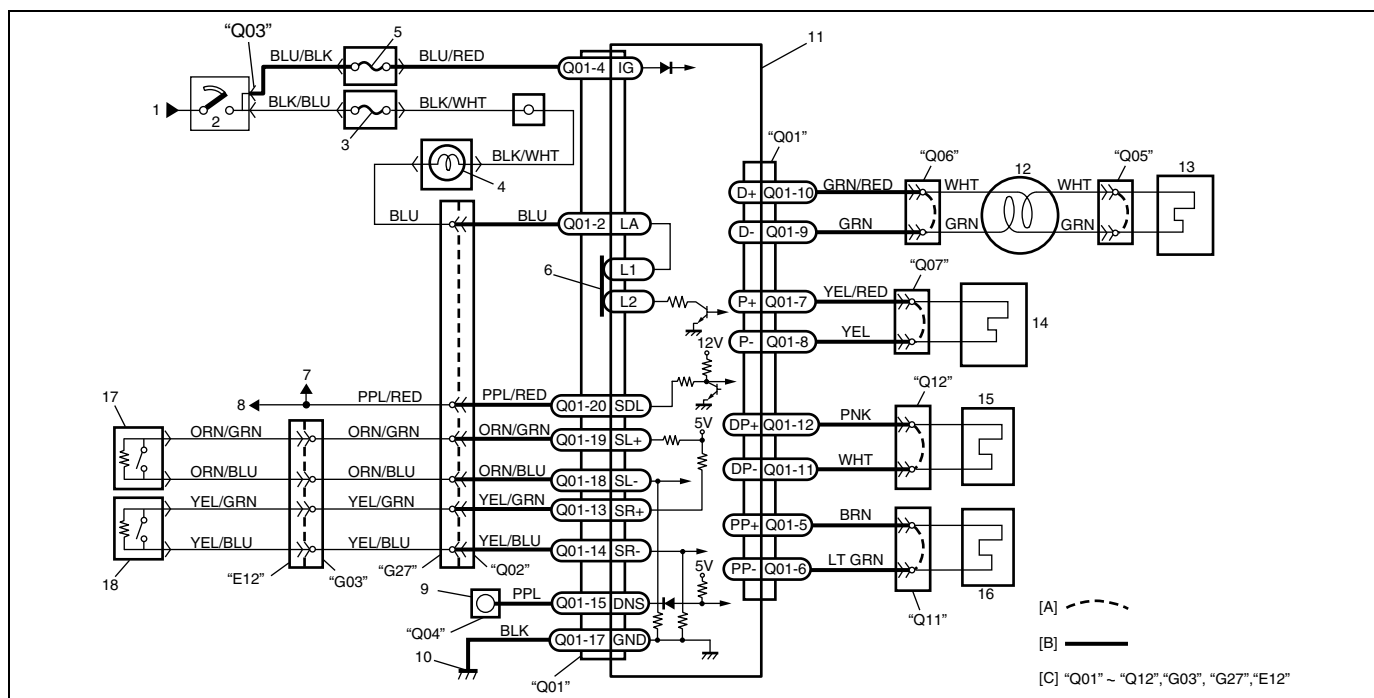 “Q03”
5
11
BLU/BLK
BLU/RED
Q01-4
IG
1
2
BLK/BLU
BLK/WHT
3
BLK/WHT
4
“Q01”
“Q06”
12
“Q05”
13
D+
Q01-10
GRN/RED
WHT
WHT
BLU
BLU
Q01-2
LA
D-
Q01-9
GRN
GRN
GRN
6
L1
L2
“Q07”
P+
Q01-7
YEL/RED
14
P-
Q01-8
YEL
12V
7
8
PPL/RED
PPL/RED
Q01-20
SDL
“Q12”
15
17
5V
DP+
Q01-12
PNK
ORN/GRN
ORN/GRN
ORN/GRN
Q01-19
SL+
DP-
Q01-11
WHT
ORN/BLU
ORN/BLU
ORN/BLU
Q01-18
SL-
YEL/GRN
YEL/GRN
YEL/GRN
Q01-13
SR+
PP+
Q01-5
BRN
YEL/BLU
YEL/BLU
YEL/BLU
Q01-14
SR-
PP-
Q01-6
LT GRN
18
“E12”
“G03”
“G27”
“Q02”
5V
16
9
PPL
Q01-15
DNS
“Q11”
“Q04”
BLK
Q01-17
GND
10
“Q01”
[A]
[B]
[C] “Q01” ~ “Q12”,“G03”, “G27”,“E12”